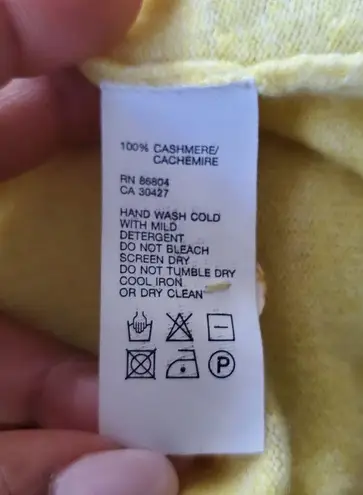 100% CASHMERE/
CACHEMIRE
RN 86804
CA 30427
HAND WASH COLD
WITH MILD
DETERGENT
DO NOT BLEACH
SCREEN DRY
DO NOT TUMBLE DRY
COOL IRON
OR DRY CLEAN
P